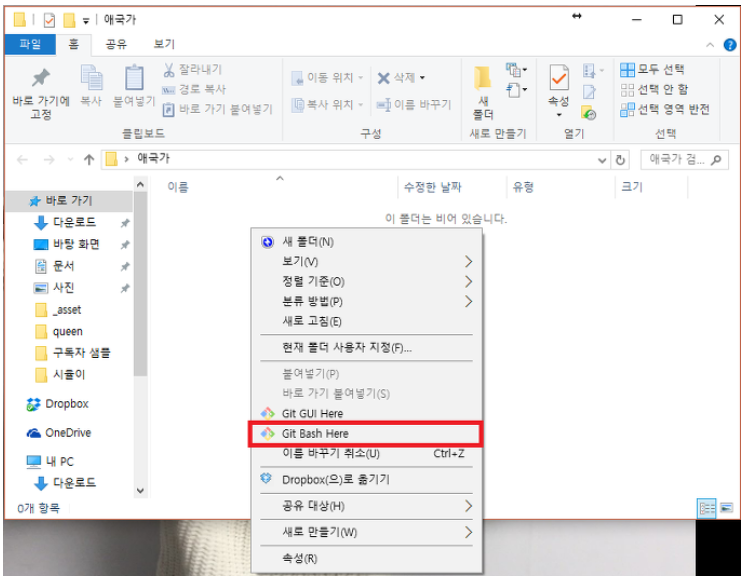 애국가
파일 홈 공유 보기
바로 가기에 고정
복사
붙여넣기
잘라내기
경로 복사
바로 가기 붙여넣기
클립보드
이동 위치
복사 위치
삭제
이름 바꾸기
구성
새 폴더
새로 만들기
속성
열기
모두 선택
선택 안 함
선택 영역 반전
선택
애국가
애국가 검...
바로 가기
다운로드
바탕 화면
문서
사진
_asset
queen
구독자 샘플
시율이
Dropbox
OneDrive
내 PC
다운로드
이름 수정한 날짜 유형 크기
이 폴더는 비어 있습니다.
새 폴더(N)
보기(V)
정렬 기준(O)
분류 방법(P)
새로 고침(E)
현재 폴더 사용자 지정(F)...
붙여넣기(P)
바로 가기 붙여넣기(S)
Git GUI Here
Git Bash Here
이름 바꾸기 취소(U) Ctrl+Z
Dropbox(으)로 옮기기
공유 대상(H)
새로 만들기(W)
속성(R)
0개 항목